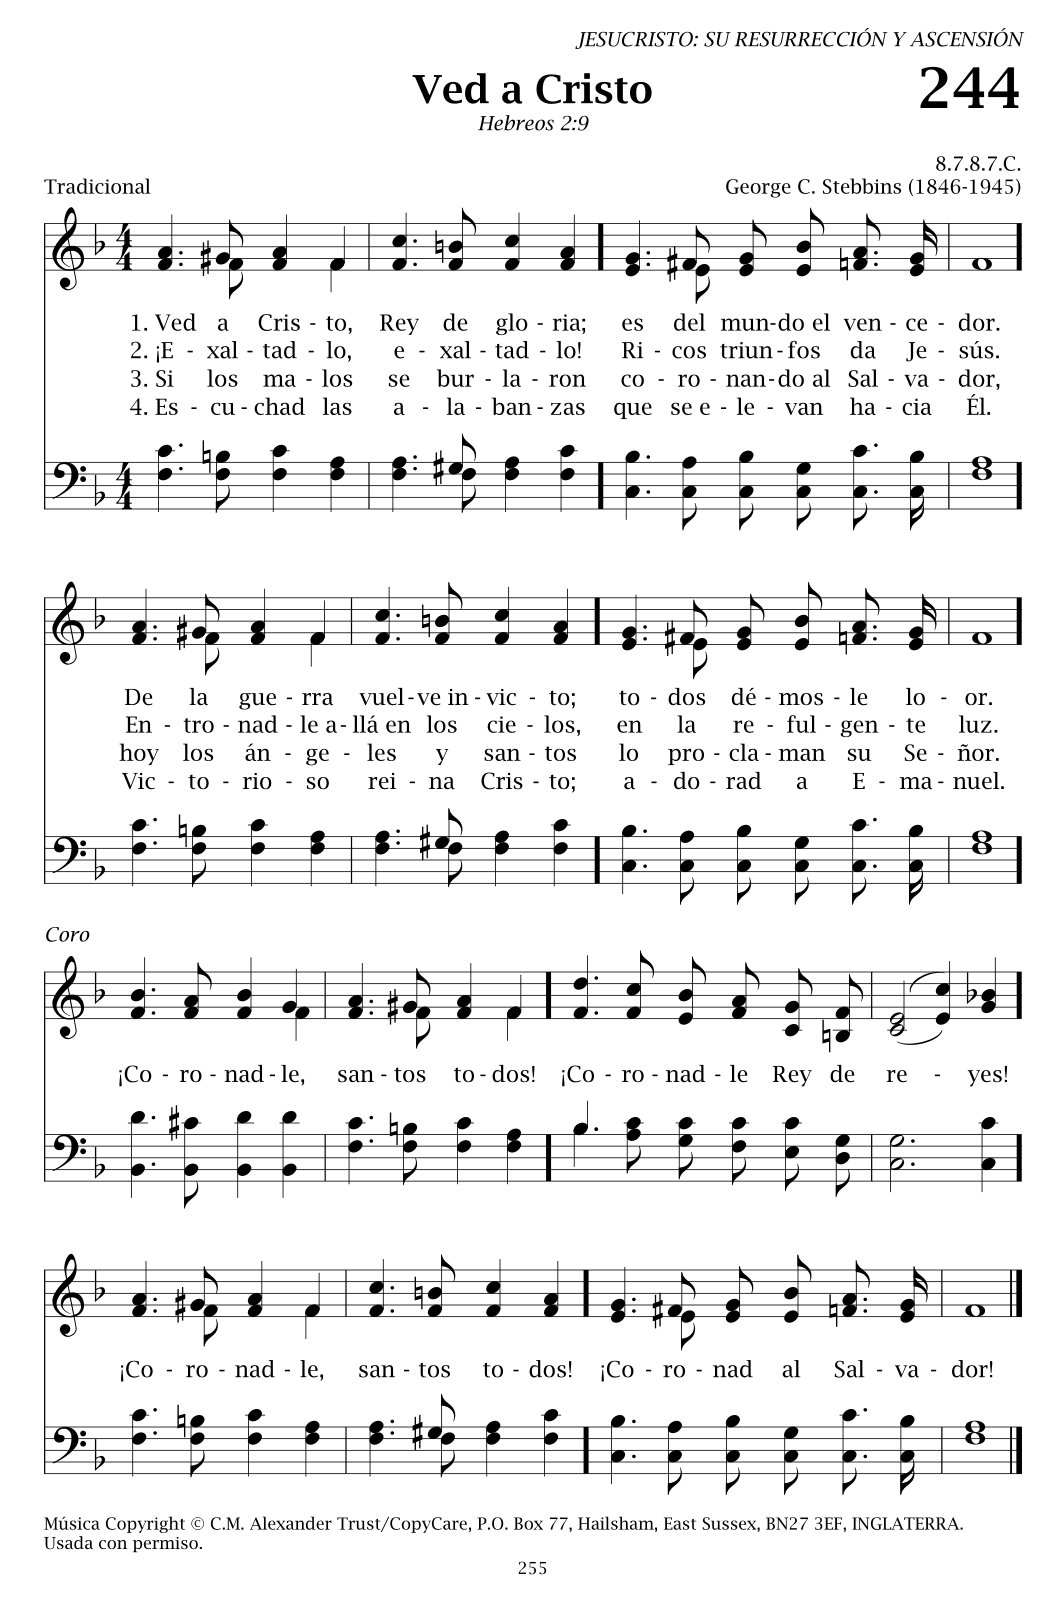 JESUCRISTO: SU RESURRECCIÓN Y ASCENSIÓN
Ved a Cristo
244
Hebreos 2:9
8.7.8.7.C.
Tradicional
George C. Stebbins (1846-1945)
1. Ved a Cris - to, Rey de glo - ria; es del mun-do el ven - ce - dor.
2. ¡E - xal - tad - lo, e - xal - tad - lo! Ri - cos triun-fos da Je - sús.
3. Si los ma - los se bur - la - ron co - ro - nan-do al Sal - va - dor,
4. Es - cu - chad las a - la - ban - zas que se e - le - van ha - cia Él.
De la gue - rra vuel-ve in-vic - to; to - dos dé - mos - le lo - or.
En - tro - nad - le a-llá en los cie - los, en la re - ful - gen - te luz.
hoy los án - ge - les y san - tos lo pro - cla - man su Se - ñor.
Vic - to - rio - so rei - na Cris - to; a - do - rad a E - ma - nuel.
Coro
¡Co - ro - nad - le, san - tos to - dos! ¡Co - ro - nad - le Rey de re - yes!
¡Co - ro - nad - le, san - tos to - dos! ¡Co - ro - nad al Sal - va - dor!
Música Copyright © C.M. Alexander Trust/CopyCare, P.O. Box 77, Hailsham, East Sussex, BN27 3EF, INGLATERRA.
Usada con permiso.
255